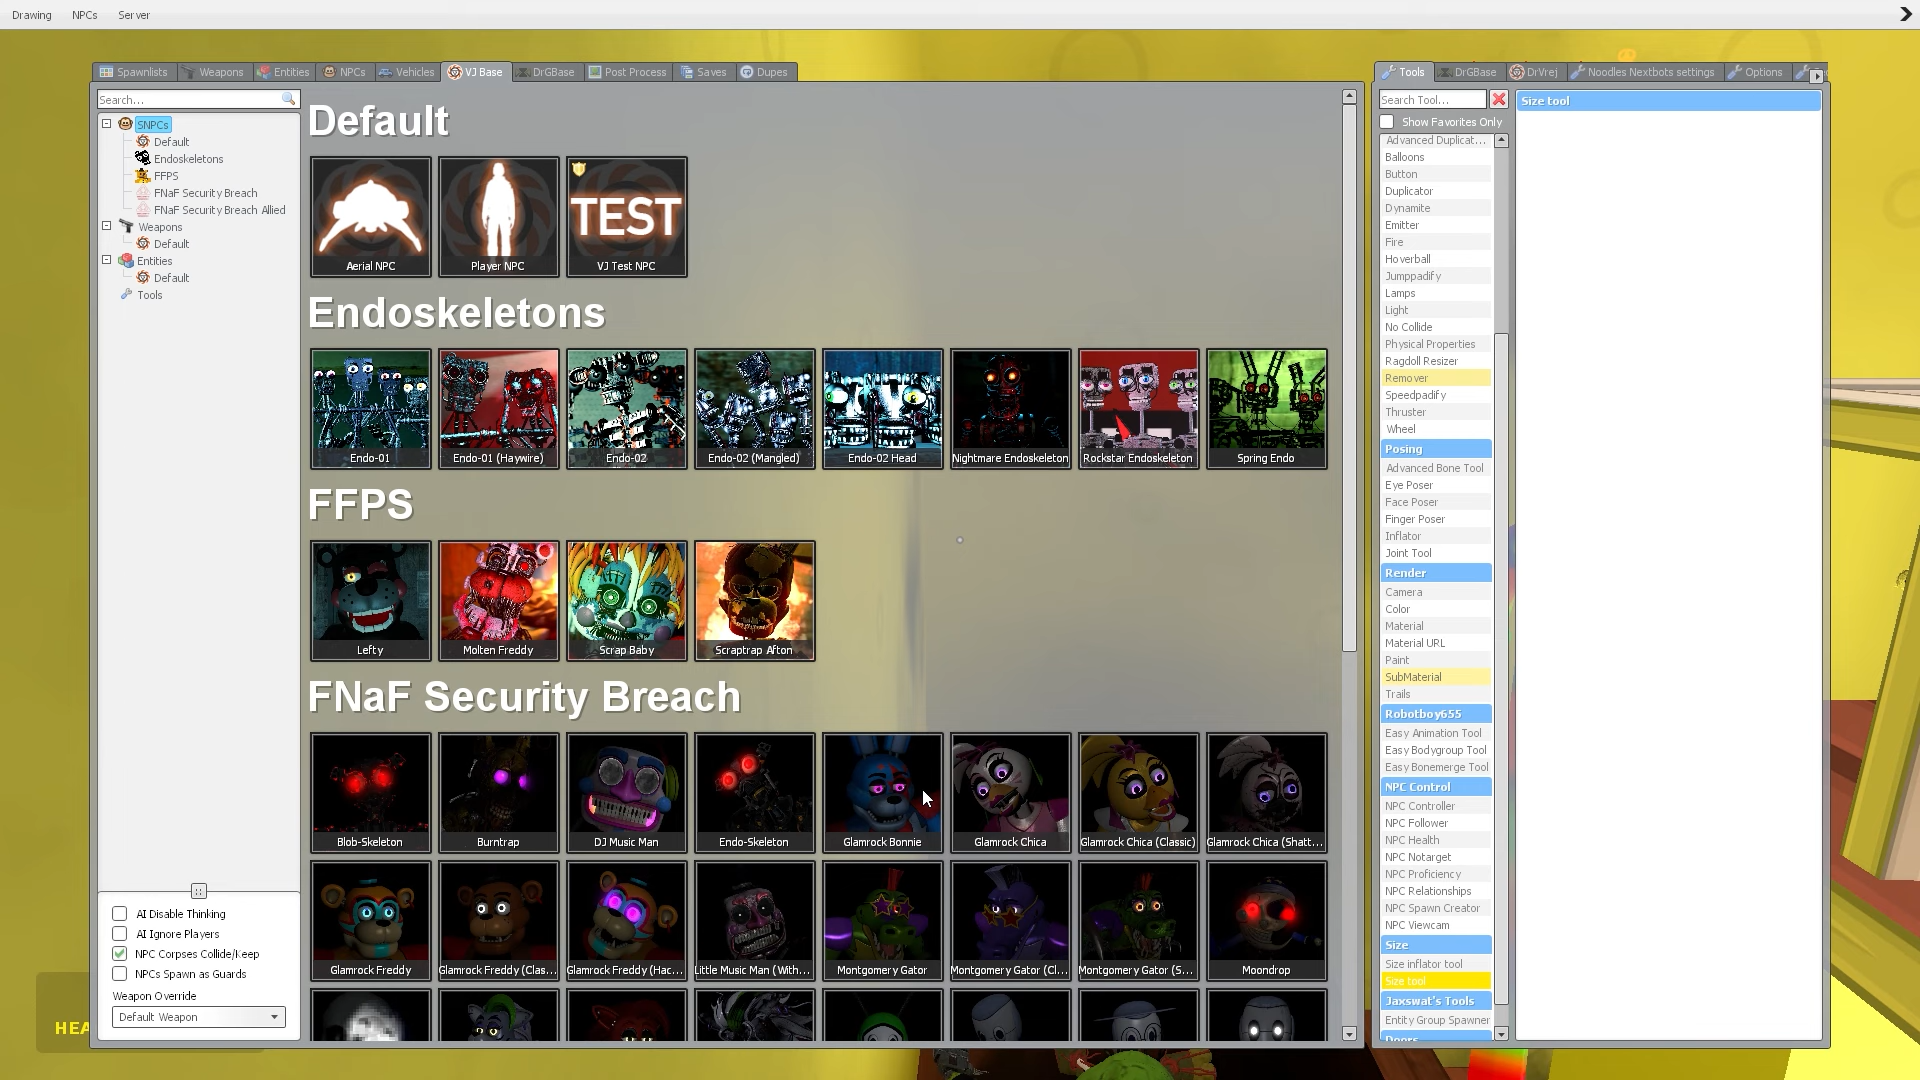 Drawing NPCs Server
Spawnlists Weapons Entities NPCs Vehicles VJ Base DrGBase Post Process Saves Dupes
Search...
SNPCs
Default
Endoskeletons
FFPS
FNaF Security Breach
FNaF Security Breach Allied
Weapons
Default
Entities
Default
Tools
AI Disable Thinking
AI Ignore Players
NPC Corpses Collide/Keep
NPCs Spawn as Guards
Weapon Override
Default Weapon
HEA
Default
TEST
Aerial NPC Player NPC VJ Test NPC
Endoskeletons
Endo-01 Endo-01 (Haywire) Endo-02 Endo-02 (Mangled) Endo-02 Head Nightmare Endoskeleton Rockstar Endoskeleton Spring Endo
FFPS
Lefty Molten Freddy Scrap Baby Scraptrap Afton
FNaF Security Breach
Blob-Skeleton Burntrap DJ Music Man Endo-Skeleton Glamrock Bonnie Glamrock Chica Glamrock Chica (Classic) Glamrock Chica (Shatt...
Glamrock Freddy Glamrock Freddy (Clas... Glamrock Freddy (Hac... Little Music Man (With... Montgomery Gator Montgomery Gator (Cl... Montgomery Gator (S... Moondrop
Tools DrGBase DrVrej Noodles Nextbots settings Options
Search Tool...
Show Favorites Only
Advanced Duplicat...
Balloons
Button
Duplicator
Dynamite
Emitter
Fire
Hoverball
Jumppadify
Lamps
Light
No Collide
Physical Properties
Ragdoll Resizer
Remover
Speedpadify
Thruster
Wheel
Posing
Advanced Bone Tool
Eye Poser
Face Poser
Finger Poser
Inflator
Joint Tool
Render
Camera
Color
Material
Material URL
Paint
SubMaterial
Trails
Robotboy655
Easy Animation Tool
Easy Bodygroup Tool
Easy Bonemerge Tool
NPC Control
NPC Controller
NPC Follower
NPC Health
NPC Notarget
NPC Proficiency
NPC Relationships
NPC Spawn Creator
NPC Viewcam
Size
Size inflator tool
Size tool
Jaxswat's Tools
Entity Group Spawner
Doors
Size tool